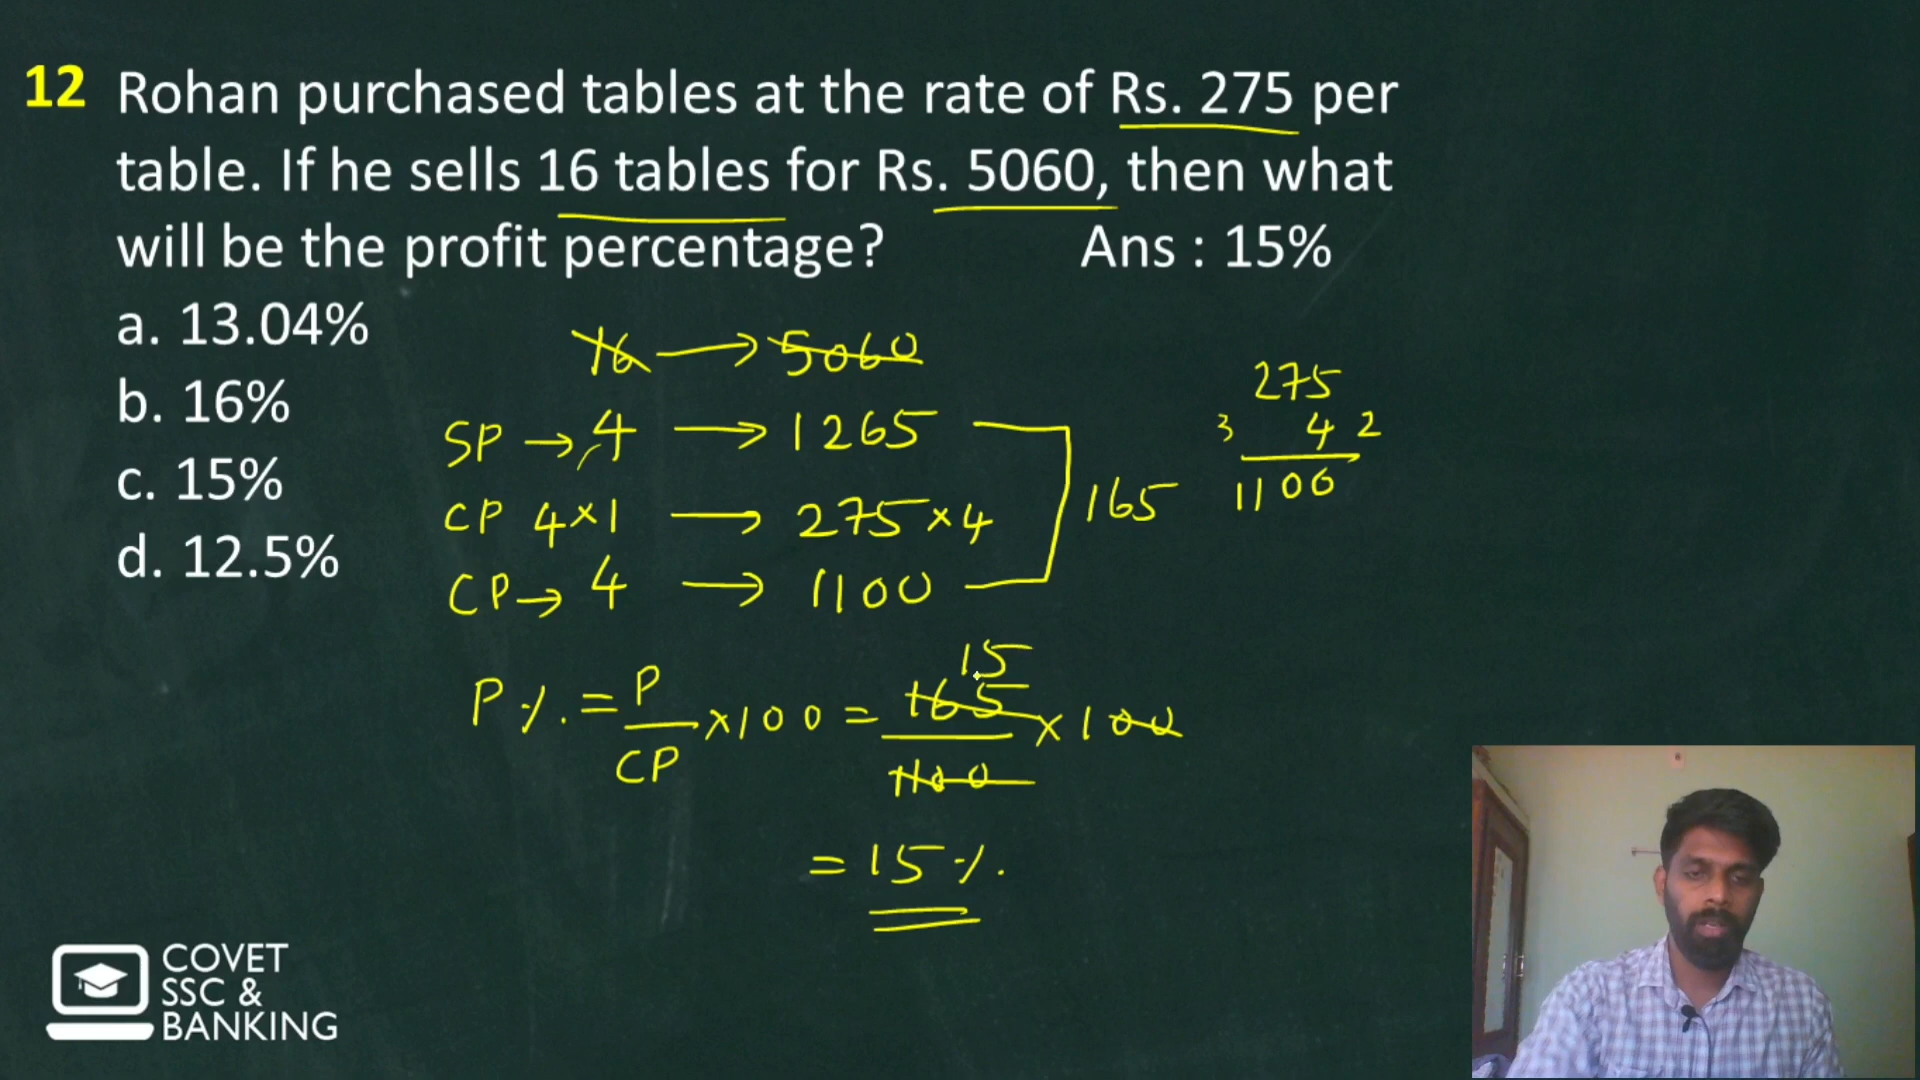 12 Rohan purchased tables at the rate of Rs. 275 per
table. If he sells 16 tables for Rs. 5060, then what
will be the profit percentage? Ans : 15%
a. 13.04%
b. 16%
c. 15%
d. 12.5%
16 → 5060
SP → 4 → 1265
CP 4×1 → 275×4
CP → 4 → 1100
165
275
3 4 2
1100
15
P%. = P/CP ×100 = 165/1100 × 100
= 15%.
COVET
SSC &
BANKING